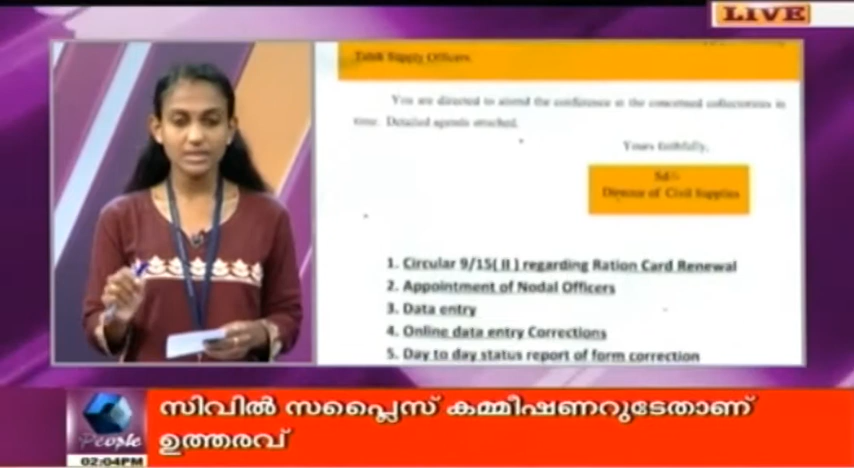 LIVE
Taluk Supply Officers
You are directed to attend the conference at the concerned collectorates in
time. Detailed agenda attached.
Yours faithfully,
Sd/-
Director of Civil Supplies
1. Circular 9/15( II ) regarding Ration Card Renewal
2. Appointment of Nodal Officers
3. Data entry
4. Online data entry Corrections
5. Day to day status report of form correction
സിവിൽ സപ്ലൈസ് കമ്മീഷണറുടേതാണ്
ഉത്തരവ്
People
02:04PM